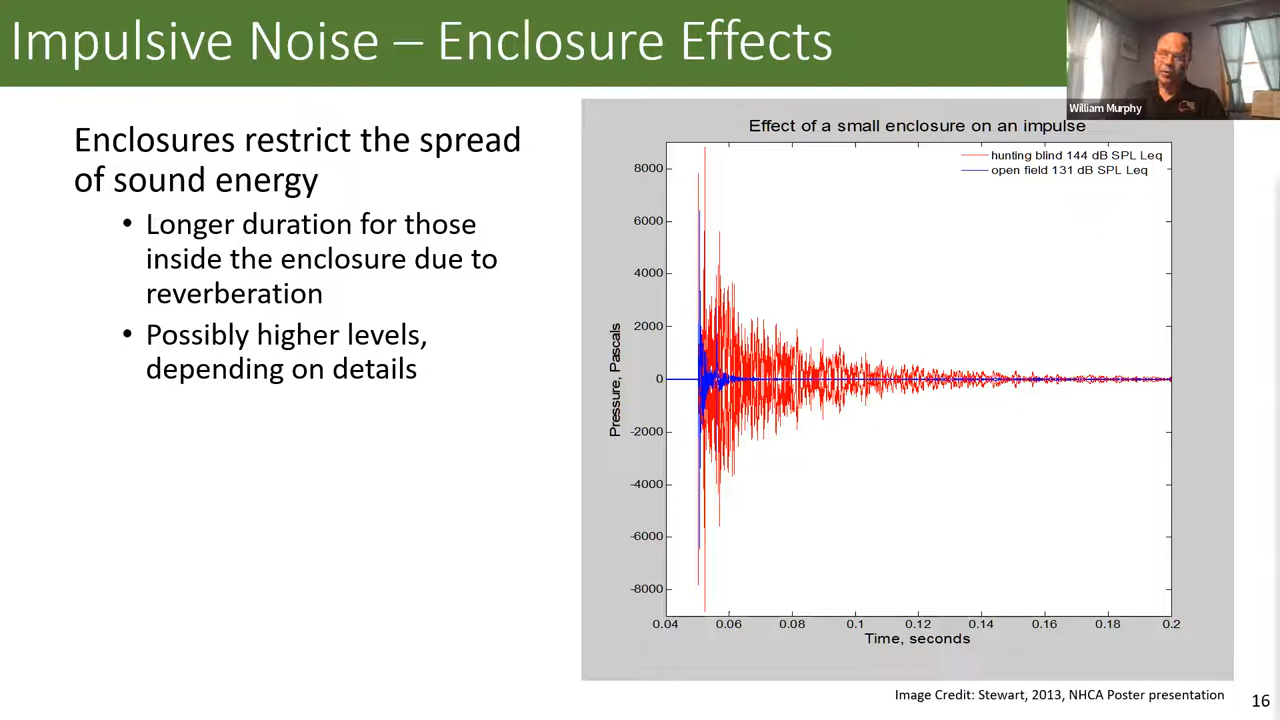 Impulsive Noise – Enclosure Effects
William Murphy
Enclosures restrict the spread
of sound energy
• Longer duration for those
inside the enclosure due to
reverberation
• Possibly higher levels,
depending on details
Effect of a small enclosure on an impulse
hunting blind 144 dB SPL Leq
open field 131 dB SPL Leq
8000
6000
4000
2000
0
-2000
-4000
-6000
-8000
Pressure, Pascals
0.04 0.06 0.08 0.1 0.12 0.14 0.16 0.18 0.2
Time, seconds
Image Credit: Stewart, 2013, NHCA Poster presentation
16